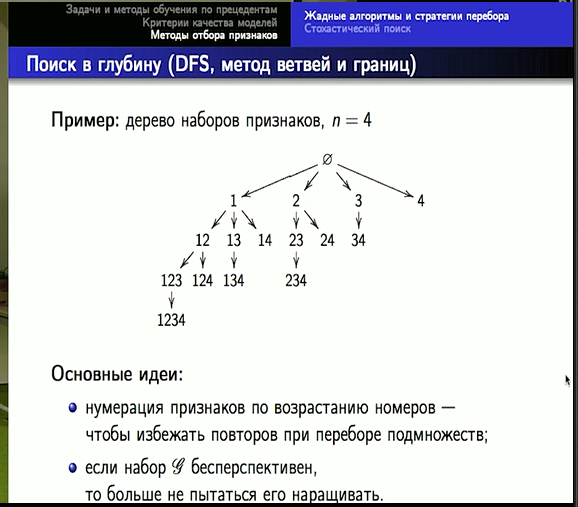 Задачи и методы обучения по прецедентам
Критерии качества моделей
Методы отбора признаков
Жадные алгоритмы и стратегии перебора
Стохастический поиск
Поиск в глубину (DFS, метод ветвей и границ)
Пример: дерево наборов признаков, n = 4
∅
1 2 3 4
12 13 14 23 24 34
123 124 134 234
1234
Основные идеи:
нумерация признаков по возрастанию номеров —
чтобы избежать повторов при переборе подмножеств;
если набор 𝒢 бесперспективен,
то больше не пытаться его наращивать.